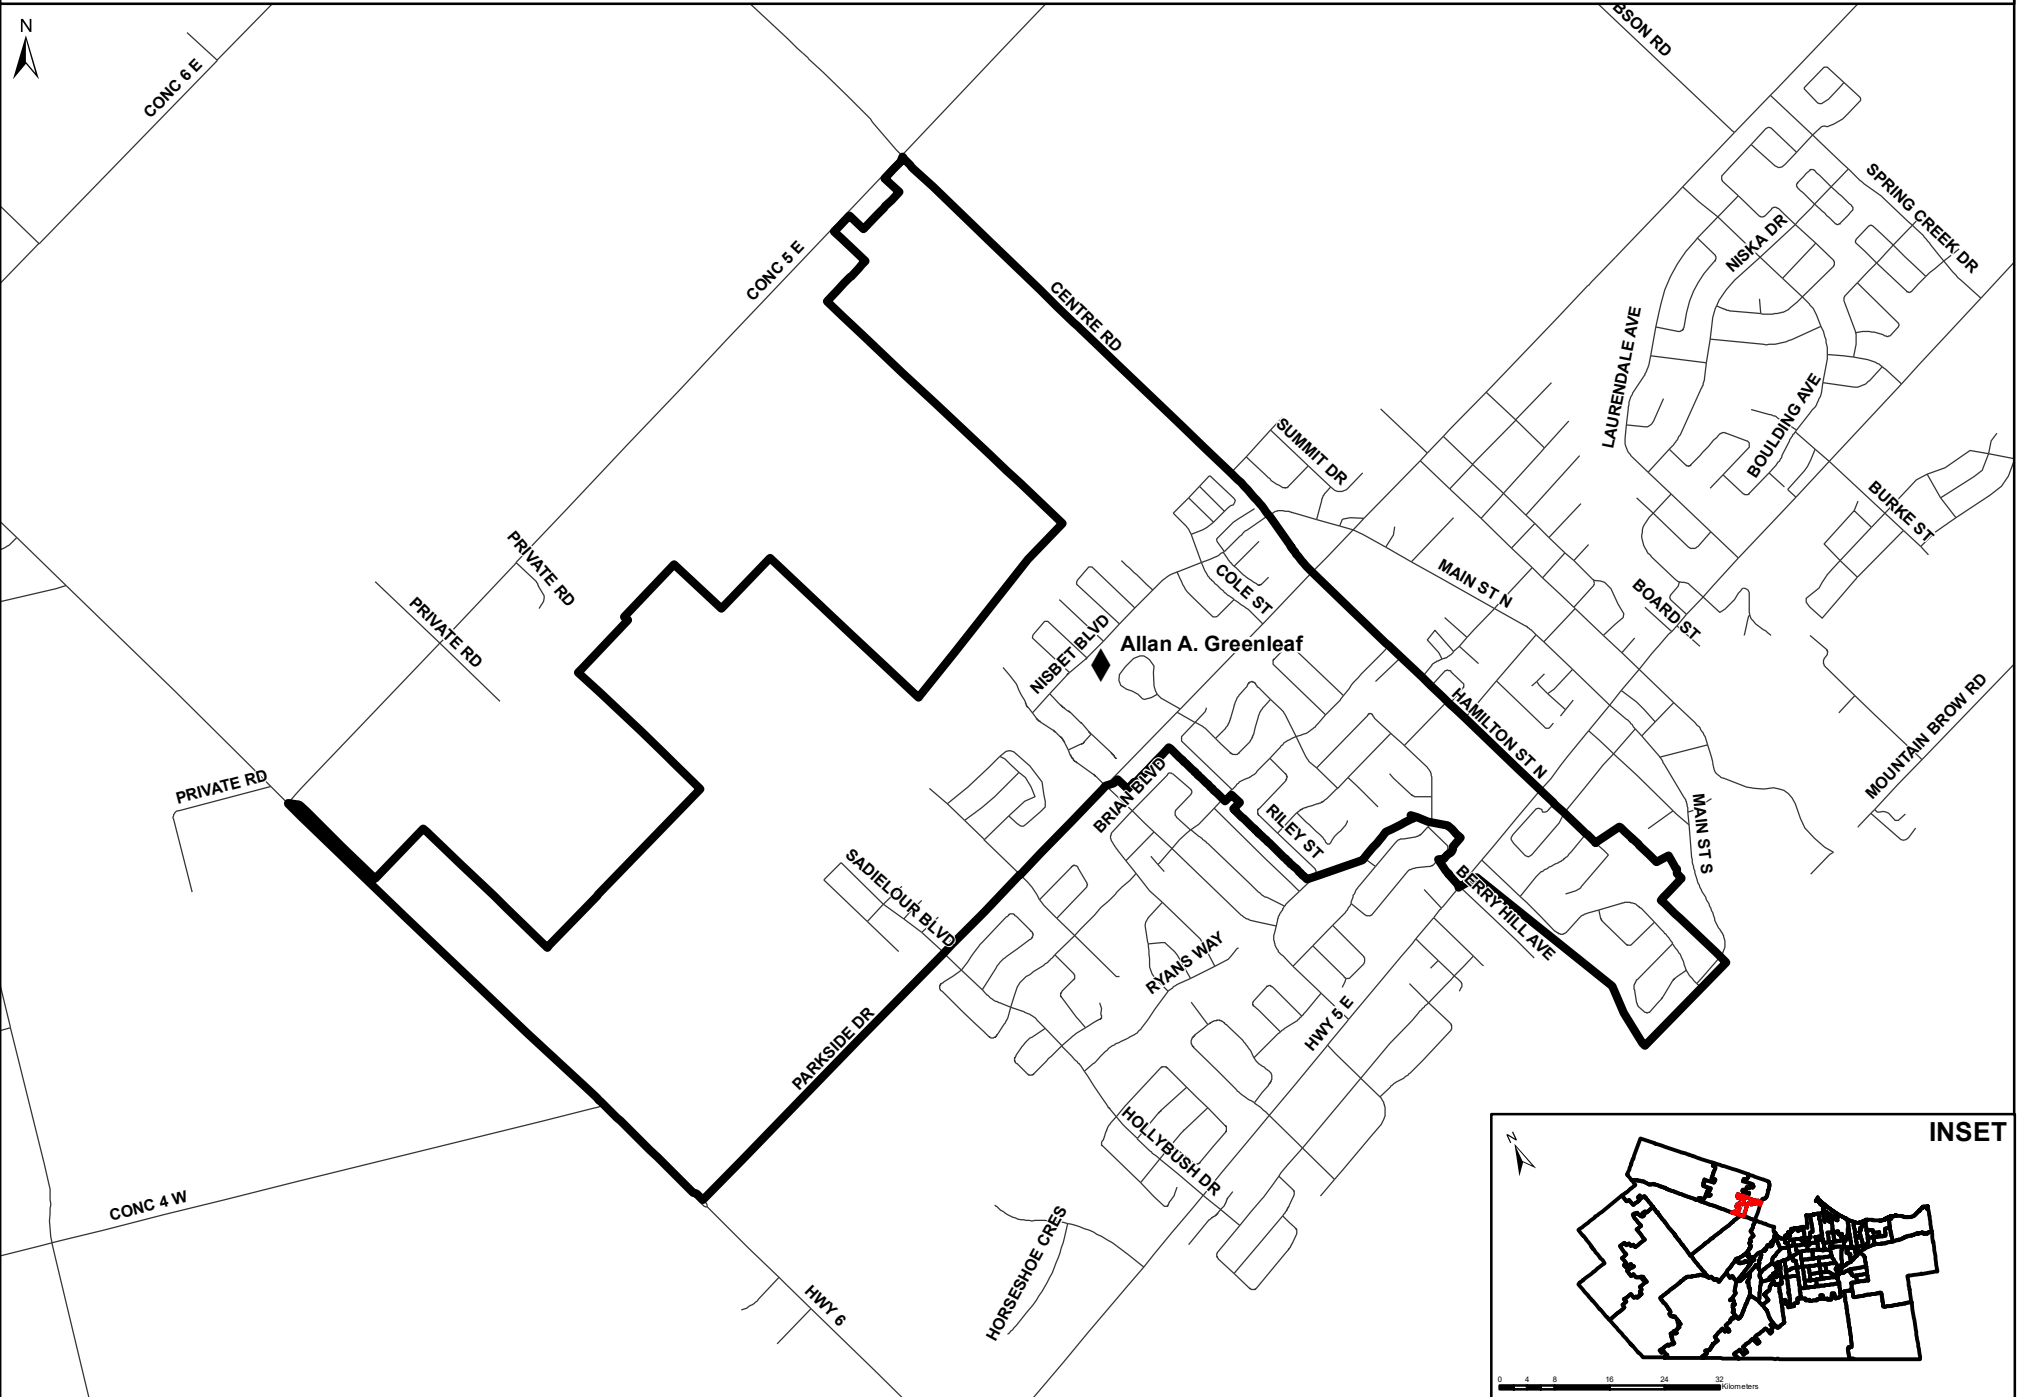 N
BSON RD
CONC 6 E
SPRING CREEK DR
NISKA DR
CONC 5 E
CENTRE RD
LAURENDALE AVE
BOULDING AVE
SUMMIT DR
BURKE ST
PRIVATE RD
PRIVATE RD
COLE ST
MAIN ST N
BOARD ST
NISBET BLVD
Allan A. Greenleaf
HAMILTON ST N
MOUNTAIN BROW RD
PRIVATE RD
BRIAN BLVD
RILEY ST
MAIN ST S
SADIELOUR BLVD
BERRY HILL AVE
RYANS WAY
HWY 5 E
PARKSIDE DR
HOLLYBUSH DR
CONC 4 W
HORSESHOE CRES
HWY 6
INSET
N
0 4 8 16 24 32
Kilometers